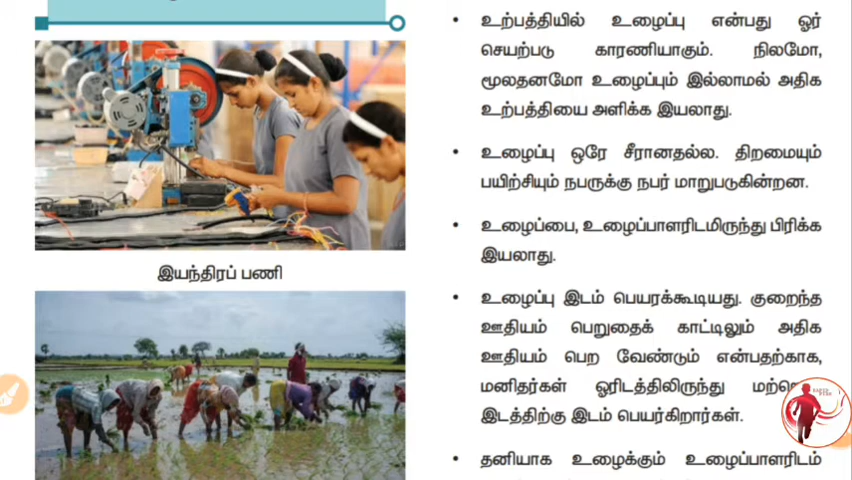 இயந்திரப் பணி
• உற்பத்தியில் உழைப்பு என்பது ஓர்
செயற்படு காரணியாகும். நிலமோ,
மூலதனமோ உழைப்பும் இல்லாமல் அதிக
உற்பத்தியை அளிக்க இயலாது.
• உழைப்பு ஒரே சீரானதல்ல. திறமையும்
பயிற்சியும் நபருக்கு நபர் மாறுபடுகின்றன.
• உழைப்பை, உழைப்பாளரிடமிருந்து பிரிக்க
இயலாது.
• உழைப்பு இடம் பெயரக்கூடியது. குறைந்த
ஊதியம் பெறுதைக் காட்டிலும் அதிக
ஊதியம் பெற வேண்டும் என்பதற்காக,
மனிதர்கள் ஓரிடத்திலிருந்து
இடத்திற்கு இடம் பெயர்கிறார்கள்.
• தனியாக உழைக்கும் உழைப்பாளரிடம்